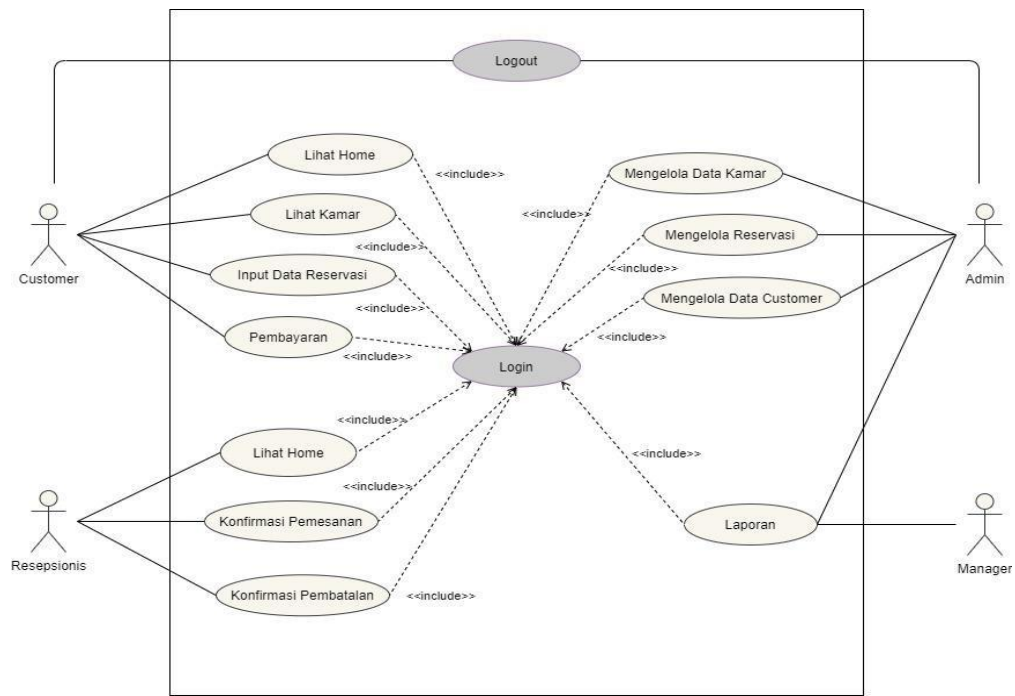 Logout
Lihat Home
<<include>>
Mengelola Data Kamar
<<include>>
Lihat Kamar
<<include>>
Mengelola Reservasi
<<include>>
Customer
Input Data Reservasi
<<include>>
Mengelola Data Customer
<<include>>
Admin
Pembayaran
<<include>>
Login
<<include>>
Lihat Home
<<include>>
<<include>>
Konfirmasi Pemesanan
Laporan
Resepsionis
Manager
Konfirmasi Pembatalan
<<include>>